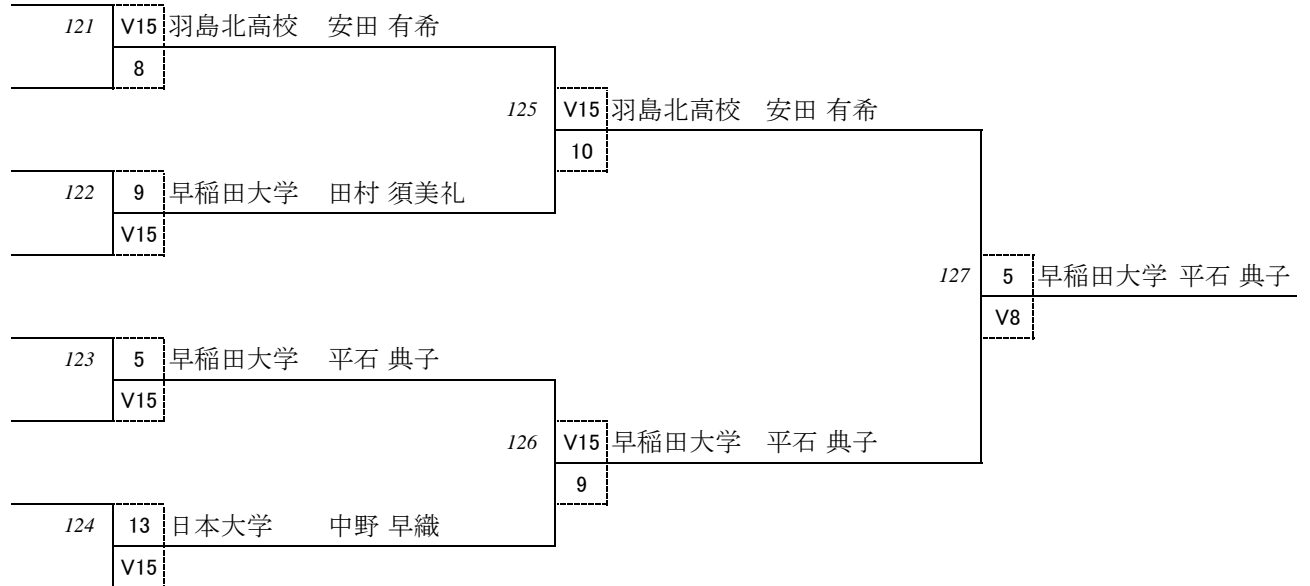 121 V15 羽島北高校 安田 有希
8
125 V15 羽島北高校 安田 有希
10
122 9 早稲田大学 田村 須美礼
V15
127 5 早稲田大学 平石 典子
V8
123 5 早稲田大学 平石 典子
V15
126 V15 早稲田大学 平石 典子
9
124 13 日本大学 中野 早織
V15